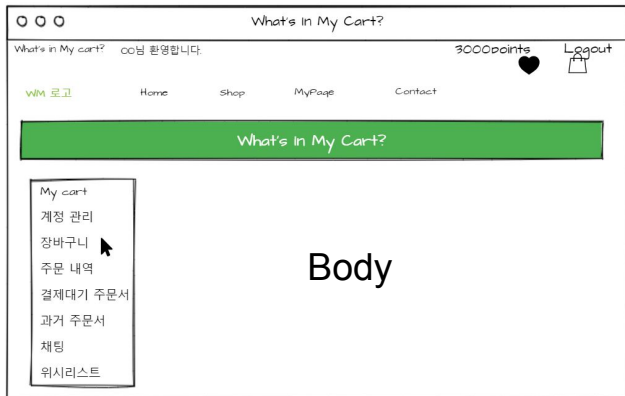 What's In My Cart?
What's in My cart? OO님 환영합니다. 3000points Logout
WM 로고 Home Shop MyPage Contact
What's In My Cart?
My cart
계정 관리
장바구니
주문 내역
결제대기 주문서
과거 주문서
채팅
위시리스트
Body